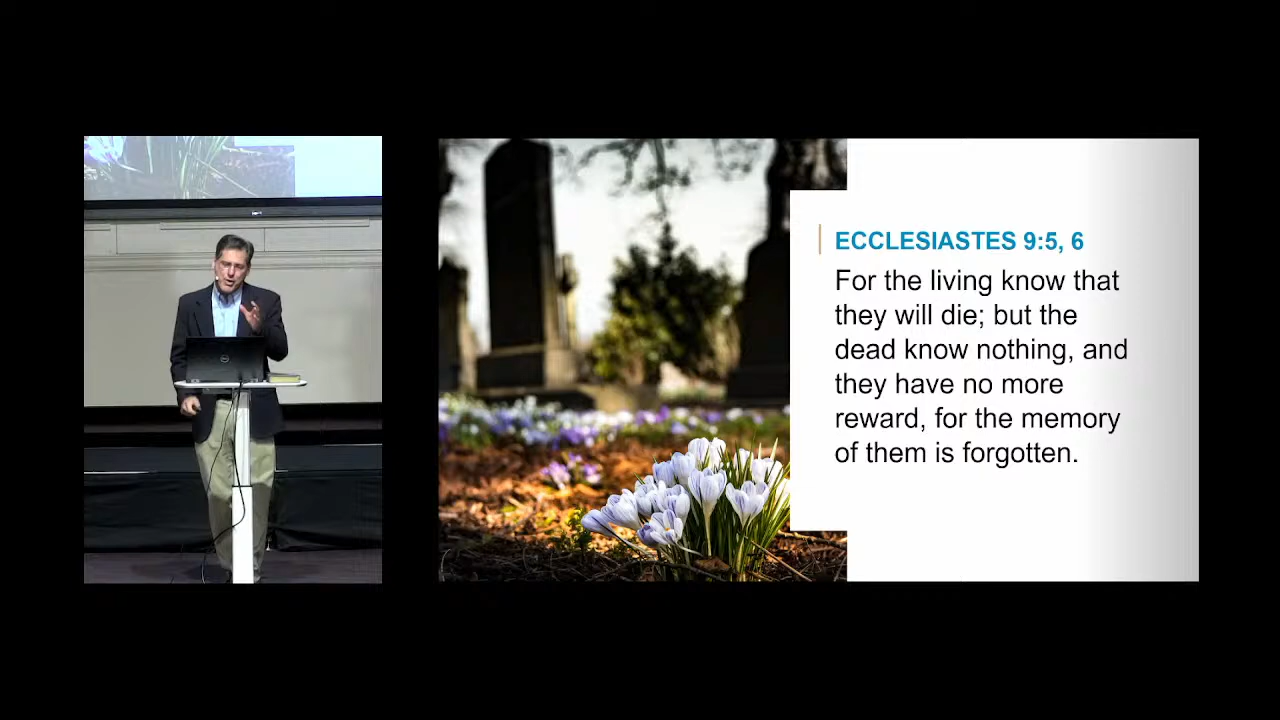 ECCLESIASTES 9:5, 6
For the living know that
they will die; but the
dead know nothing, and
they have no more
reward, for the memory
of them is forgotten.